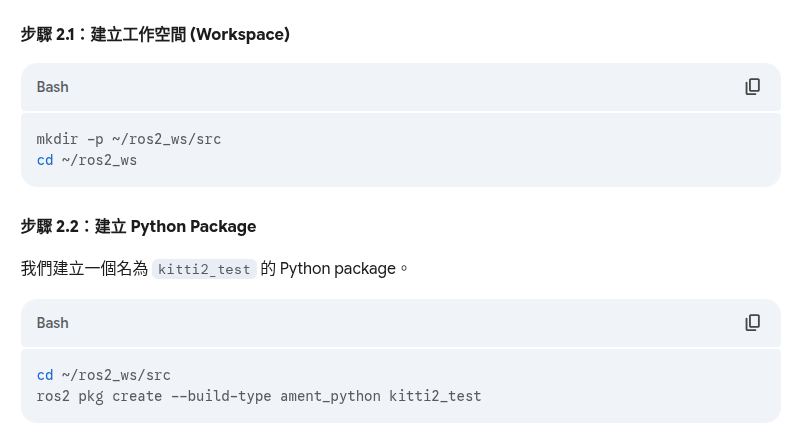 步驟 2.1：建立工作空間 (Workspace)
Bash
mkdir -p ~/ros2_ws/src
cd ~/ros2_ws
步驟 2.2：建立 Python Package
我們建立一個名為 kitti2_test 的 Python package。
Bash
cd ~/ros2_ws/src
ros2 pkg create --build-type ament_python kitti2_test